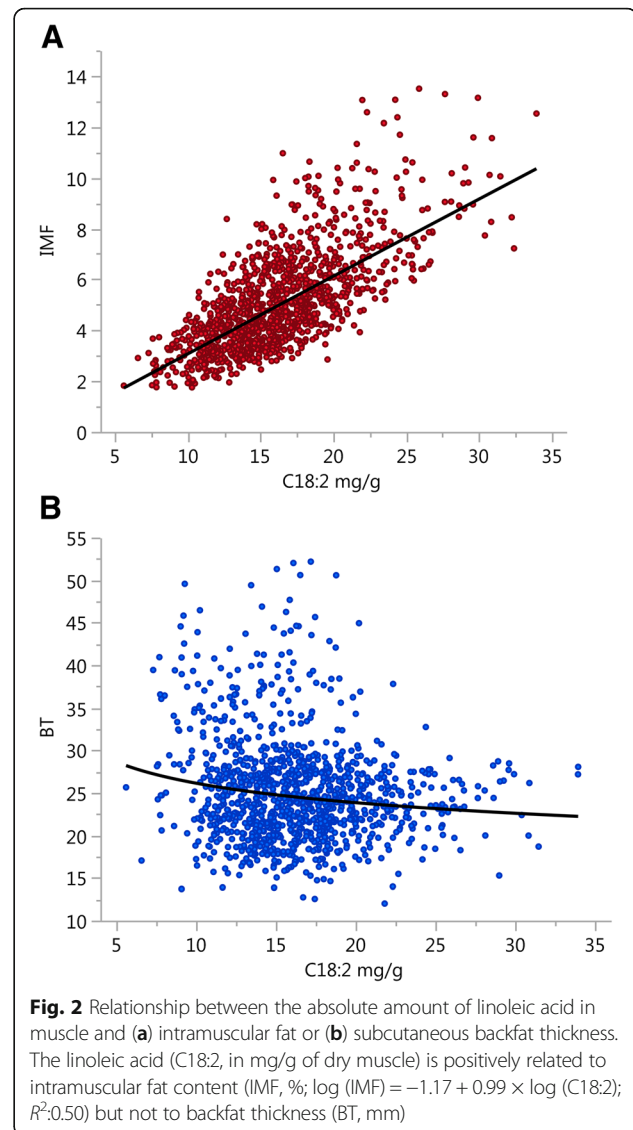 A
14
12
10
8
6
4
2
0
IMF
5 10 15 20 25 30 35
C18:2 mg/g
B
55
50
45
40
35
30
25
20
15
10
BT
5 10 15 20 25 30 35
C18:2 mg/g
Fig. 2 Relationship between the absolute amount of linoleic acid in
muscle and (a) intramuscular fat or (b) subcutaneous backfat thickness.
The linoleic acid (C18:2, in mg/g of dry muscle) is positively related to
intramuscular fat content (IMF, %; log (IMF) = −1.17 + 0.99 × log (C18:2);
R²:0.50) but not to backfat thickness (BT, mm)